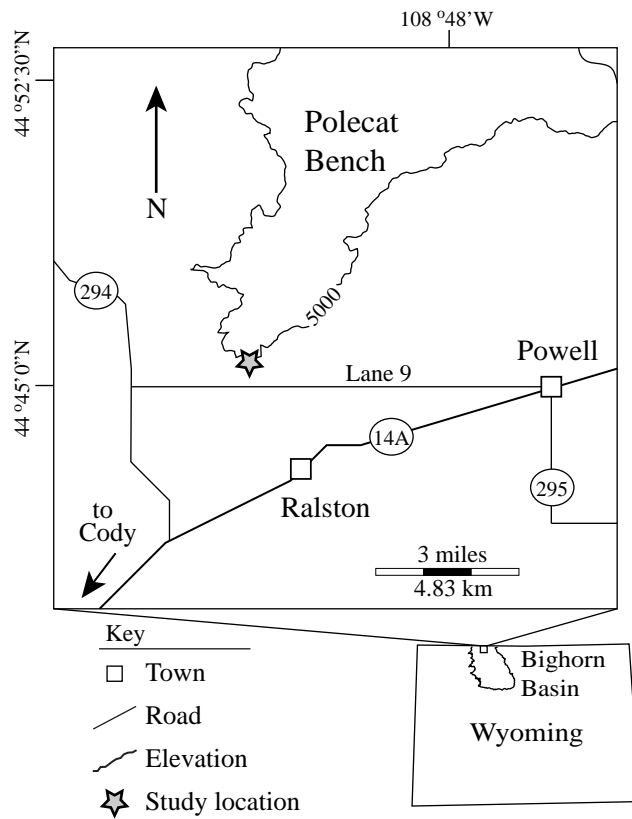 108 °48'W
44 °52'30"N
Polecat
Bench
N
294
5000
Powell
44 °45'0"N
Lane 9
14A
Ralston
295
to
Cody
3 miles
4.83 km
Key
Town
Road
Elevation
Study location
Bighorn
Basin
Wyoming